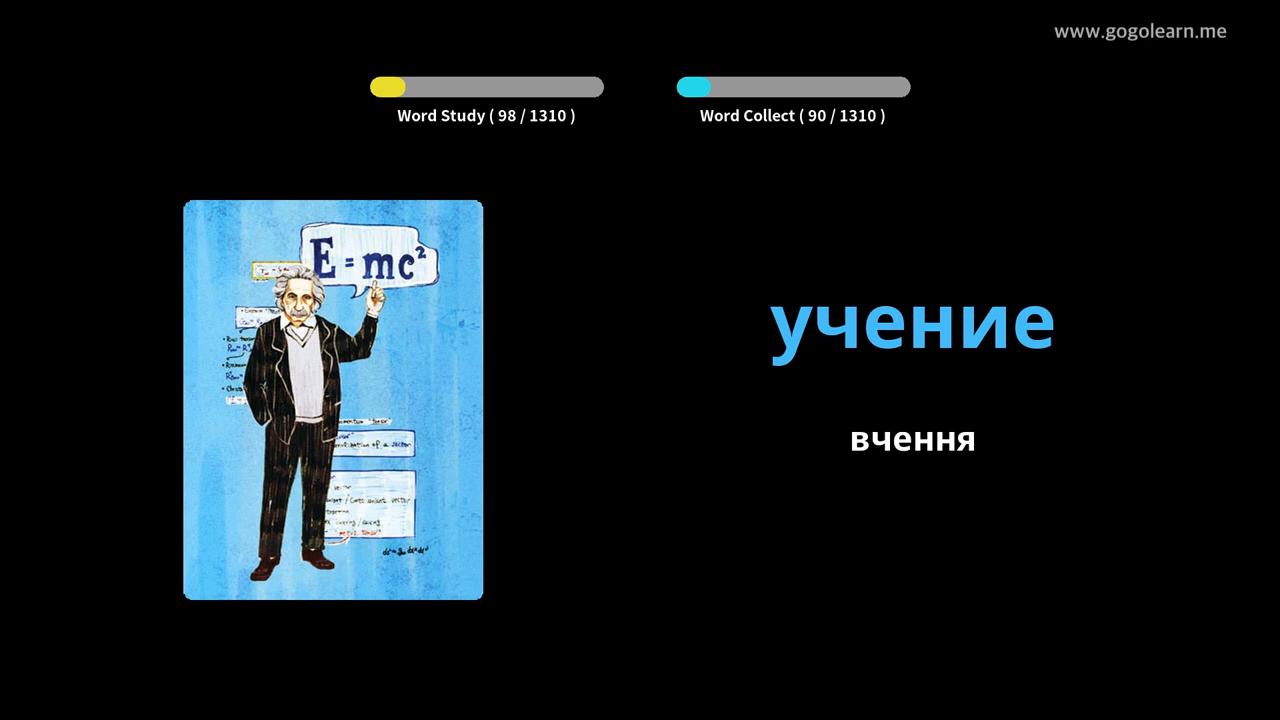 www.gogolearn.me
Word Study ( 98 / 1310 )
Word Collect ( 90 / 1310 )
E = mc²
учение
вчення